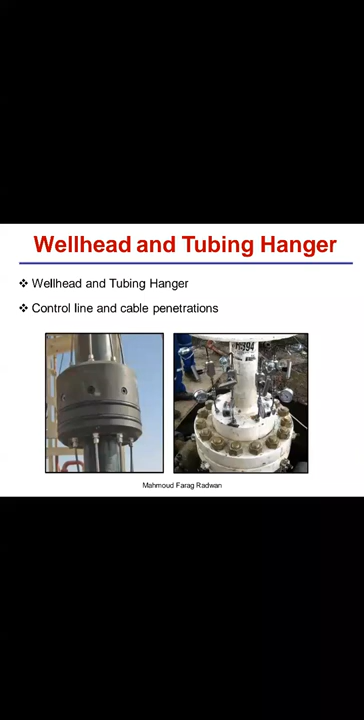 Wellhead and Tubing Hanger
❖ Wellhead and Tubing Hanger
❖ Control line and cable penetrations
Mahmoud Farag Radwan